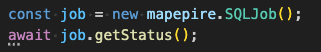 const job = new mapepire.SQLJob();
await job.getStatus();